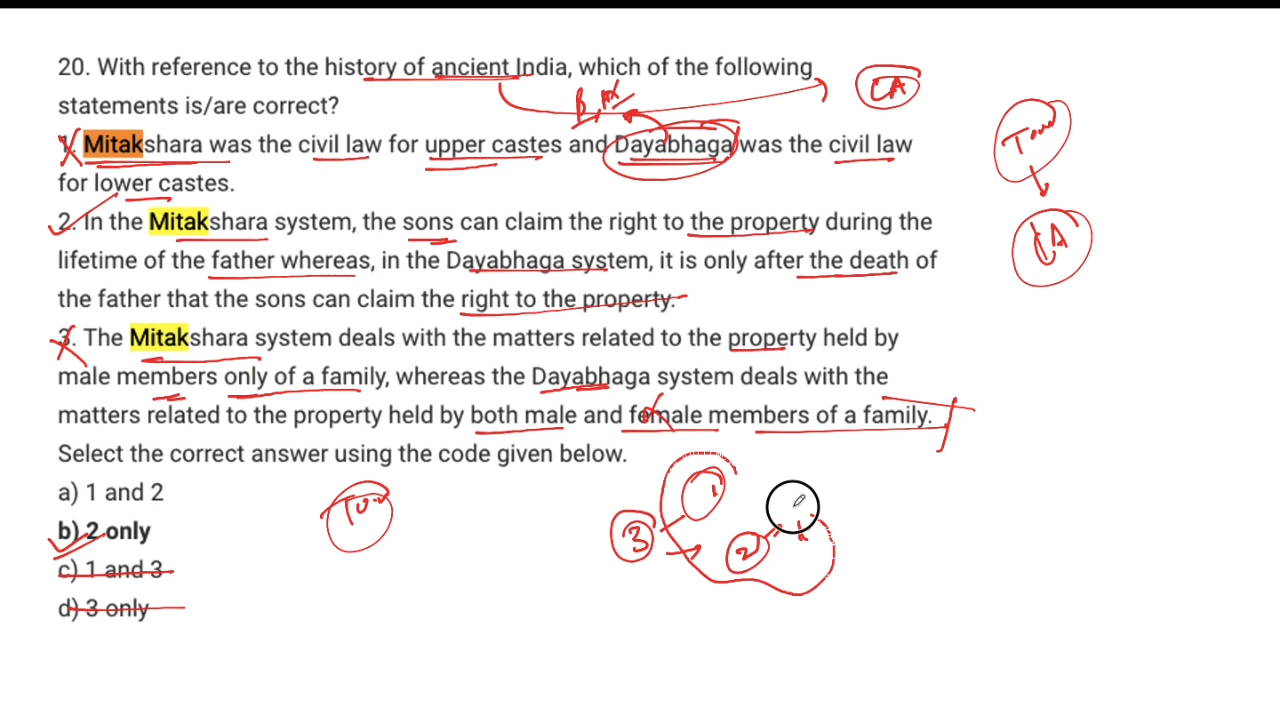 20. With reference to the history of ancient India, which of the following
statements is/are correct?
1. Mitakshara was the civil law for upper castes and Dayabhaga was the civil law
for lower castes.
2. In the Mitakshara system, the sons can claim the right to the property during the
lifetime of the father whereas, in the Dayabhaga system, it is only after the death of
the father that the sons can claim the right to the property.
3. The Mitakshara system deals with the matters related to the property held by
male members only of a family, whereas the Dayabhaga system deals with the
matters related to the property held by both male and female members of a family.
Select the correct answer using the code given below.
a) 1 and 2
b) 2 only
c) 1 and 3
d) 3 only
CA
CA
3
1
2